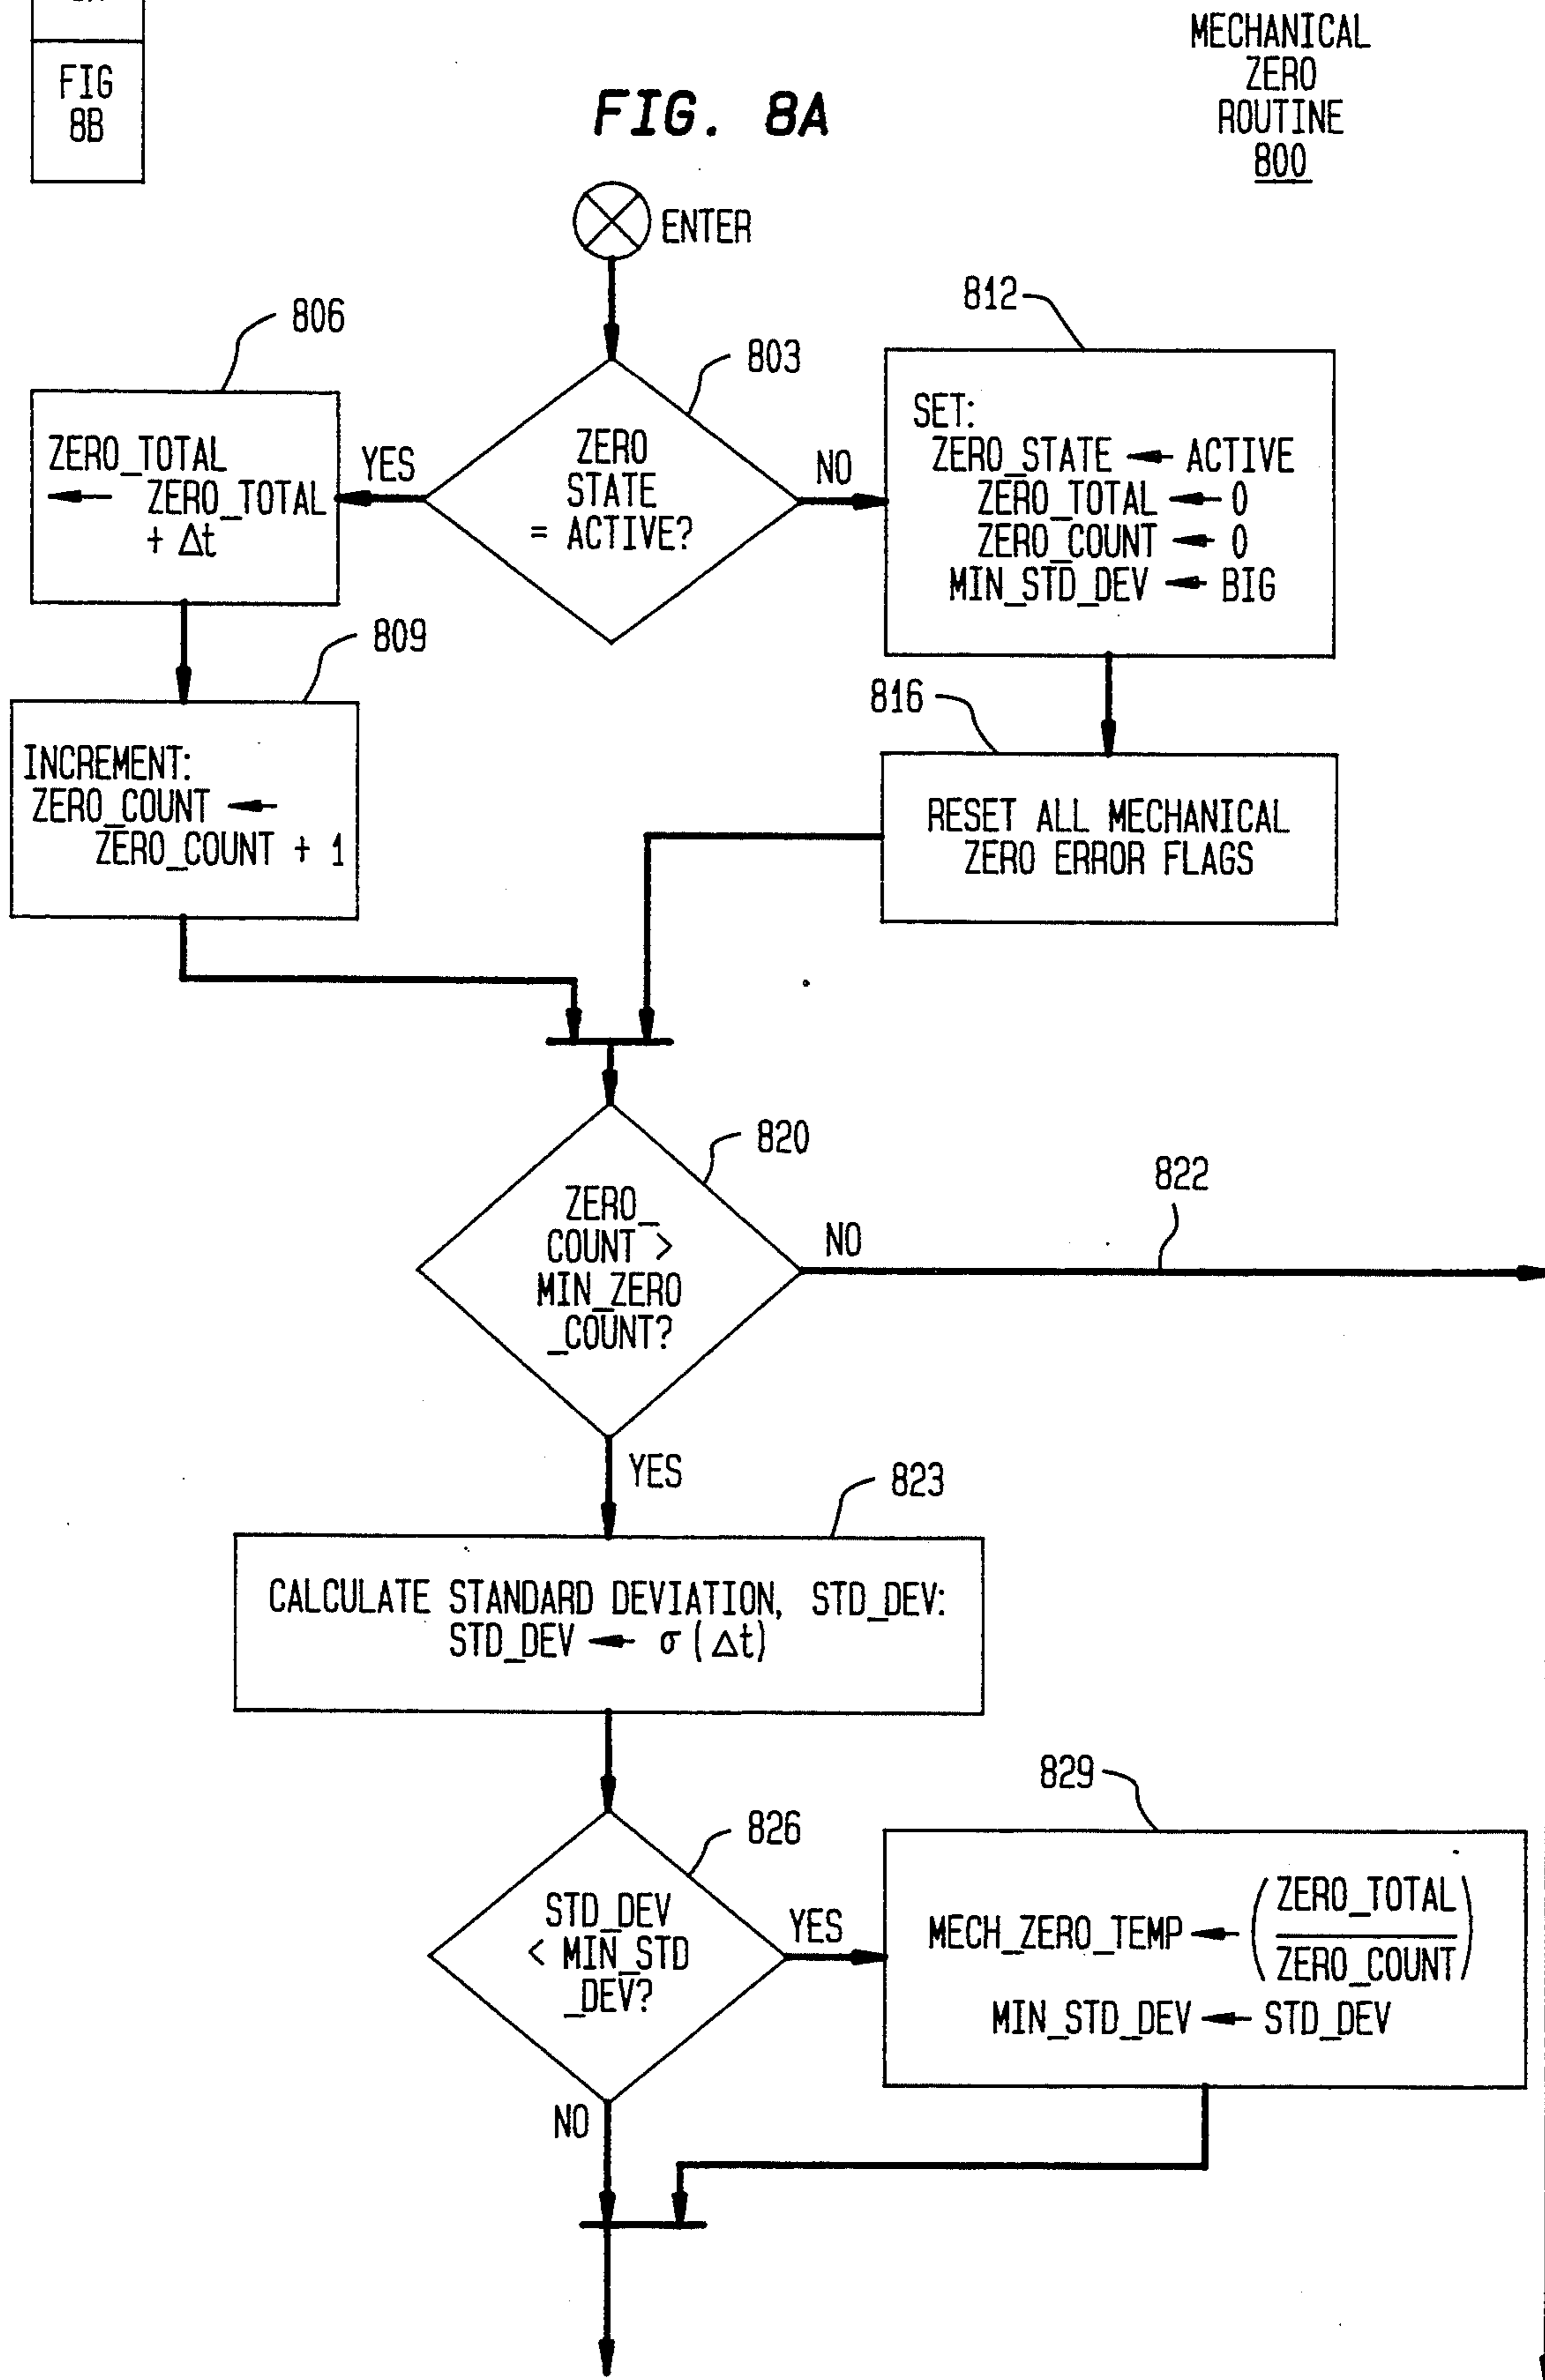 FIG
8B
FIG. 8A
MECHANICAL
ZERO
ROUTINE
800
ENTER
806
803
812
ZERO_TOTAL
← ZERO_TOTAL
+ Δt
YES
ZERO
STATE
= ACTIVE?
NO
SET:
ZERO_STATE ← ACTIVE
ZERO_TOTAL ← 0
ZERO_COUNT ← 0
MIN_STD_DEV ← BIG
809
816
INCREMENT:
ZERO_COUNT ←
ZERO_COUNT + 1
RESET ALL MECHANICAL
ZERO ERROR FLAGS
820
822
ZERO_
COUNT >
MIN_ZERO
_COUNT?
NO
YES
823
CALCULATE STANDARD DEVIATION, STD_DEV:
STD_DEV ← σ (Δt)
826
829
STD_DEV
< MIN_STD
_DEV?
YES
MECH_ZERO_TEMP ← (ZERO_TOTAL / ZERO_COUNT)
MIN_STD_DEV ← STD_DEV
NO